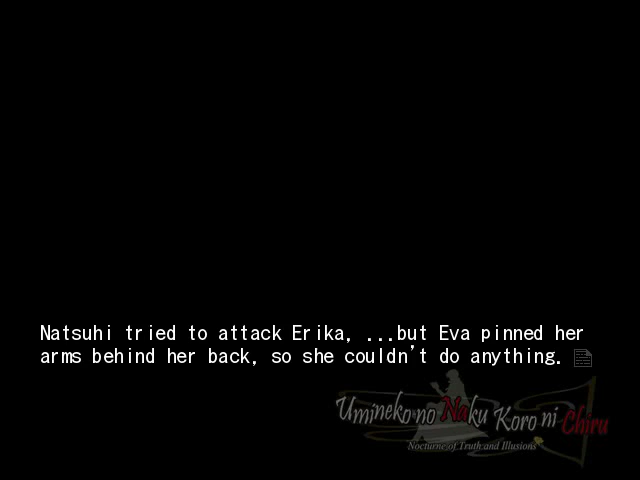 Natsuhi tried to attack Erika, ...but Eva pinned her
arms behind her back, so she couldn't do anything.
Umineko no Naku Koro ni Chiru
Nocturne of Truth and Illusions